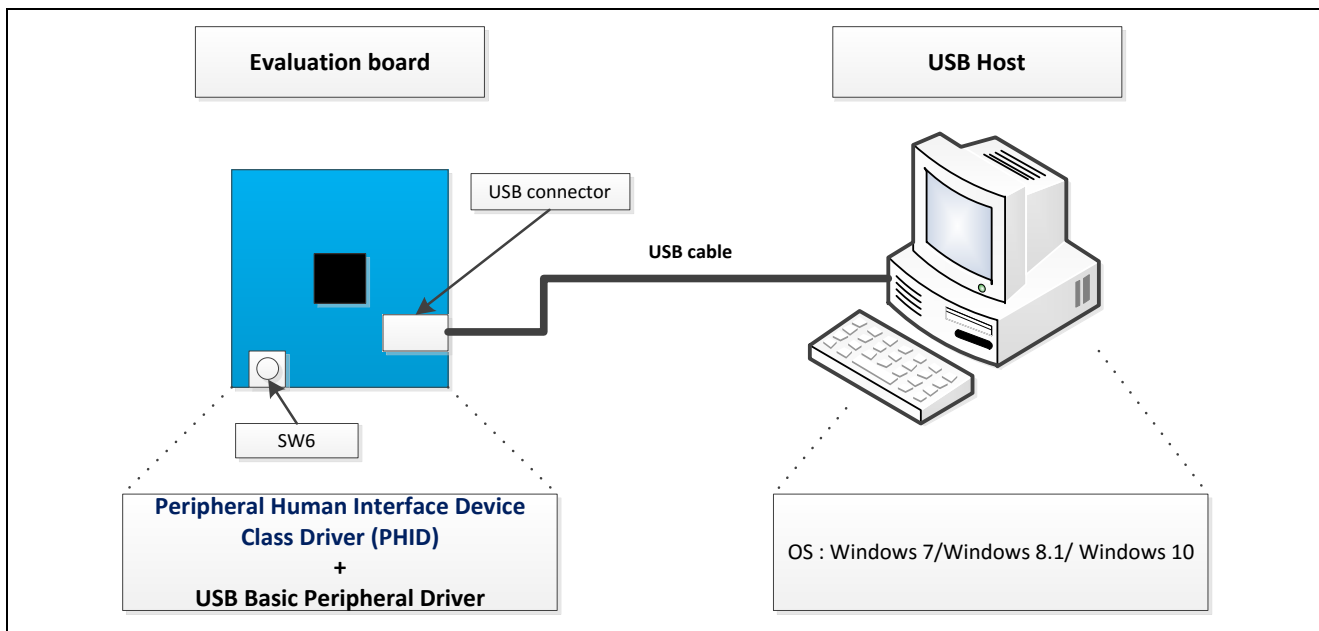 Evaluation board
USB Host
USB connector
USB cable
SW6
Peripheral Human Interface Device
Class Driver (PHID)
+
USB Basic Peripheral Driver
OS : Windows 7/Windows 8.1/ Windows 10